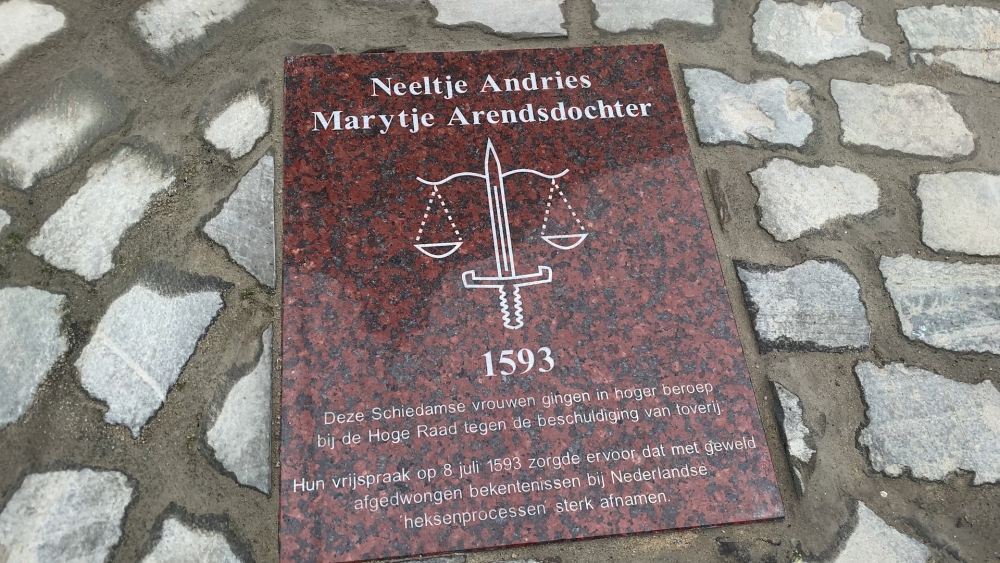 Neeltje Andries
Marytje Arendsdochter
1593
Deze Schiedamse vrouwen gingen in hoger beroep
bij de Hoge Raad tegen de beschuldiging van toverij.
Hun vrijspraak op 8 juli 1593 zorgde ervoor, dat met geweld
afgedwongen bekentenissen bij Nederlandse
'heksenprocessen' sterk afnamen.